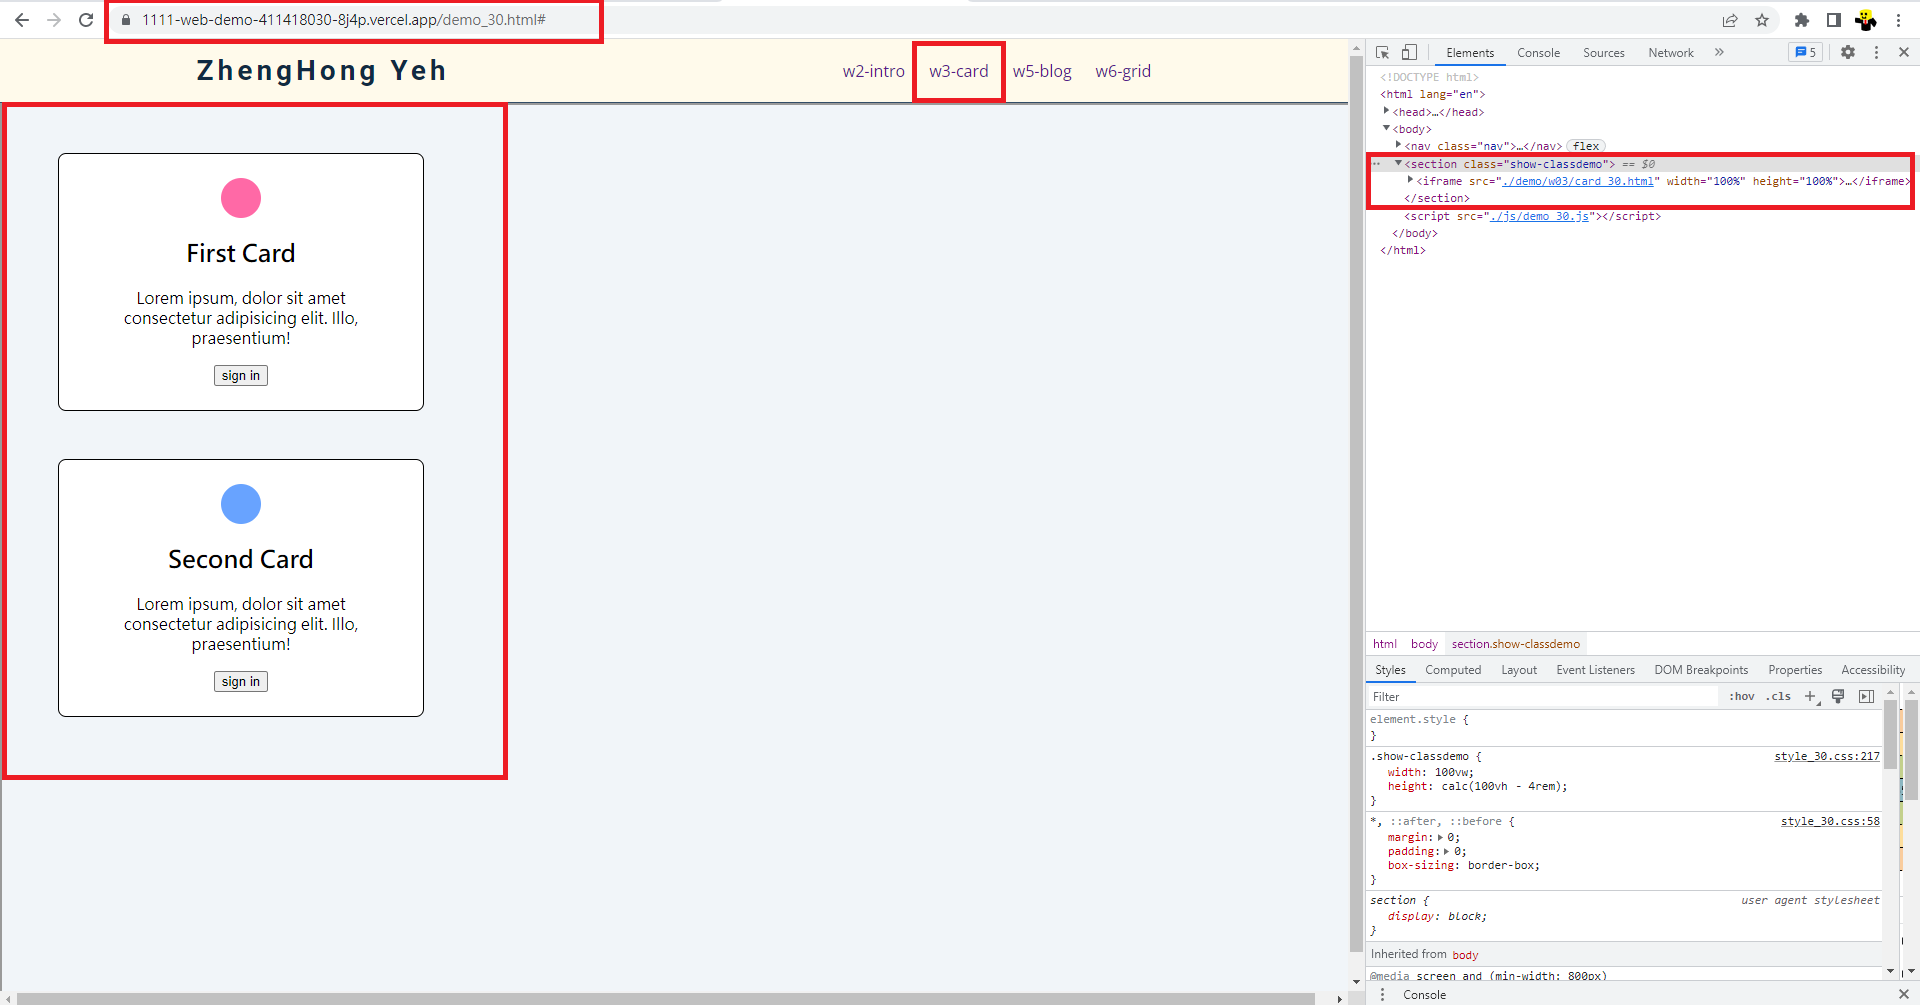 1111-web-demo-411418030-8j4p.vercel.app/demo_30.html#
ZhengHong Yeh
w2-intro w3-card w5-blog w6-grid
First Card
Lorem ipsum, dolor sit amet
consectetur adipisicing elit. Illo,
praesentium!
sign in
Second Card
Lorem ipsum, dolor sit amet
consectetur adipisicing elit. Illo,
praesentium!
sign in
Elements Console Sources Network » 5
<!DOCTYPE html>
<html lang="en">
<head>…</head>
<body>
<nav class="nav">…</nav> flex
<section class="show-classdemo"> == $0
<iframe src="./demo/w03/card_30.html" width="100%" height="100%">…</iframe>
</section>
<script src="./js/demo_30.js"></script>
</body>
</html>
html body section.show-classdemo
Styles Computed Layout Event Listeners DOM Breakpoints Properties Accessibility
Filter :hov .cls +
element.style {
}
.show-classdemo { style_30.css:217
width: 100vw;
height: calc(100vh - 4rem);
}
*, ::after, ::before { style_30.css:58
margin: 0;
padding: 0;
box-sizing: border-box;
}
section { user agent stylesheet
display: block;
}
Inherited from body
@media screen and (min-width: 800px)
Console